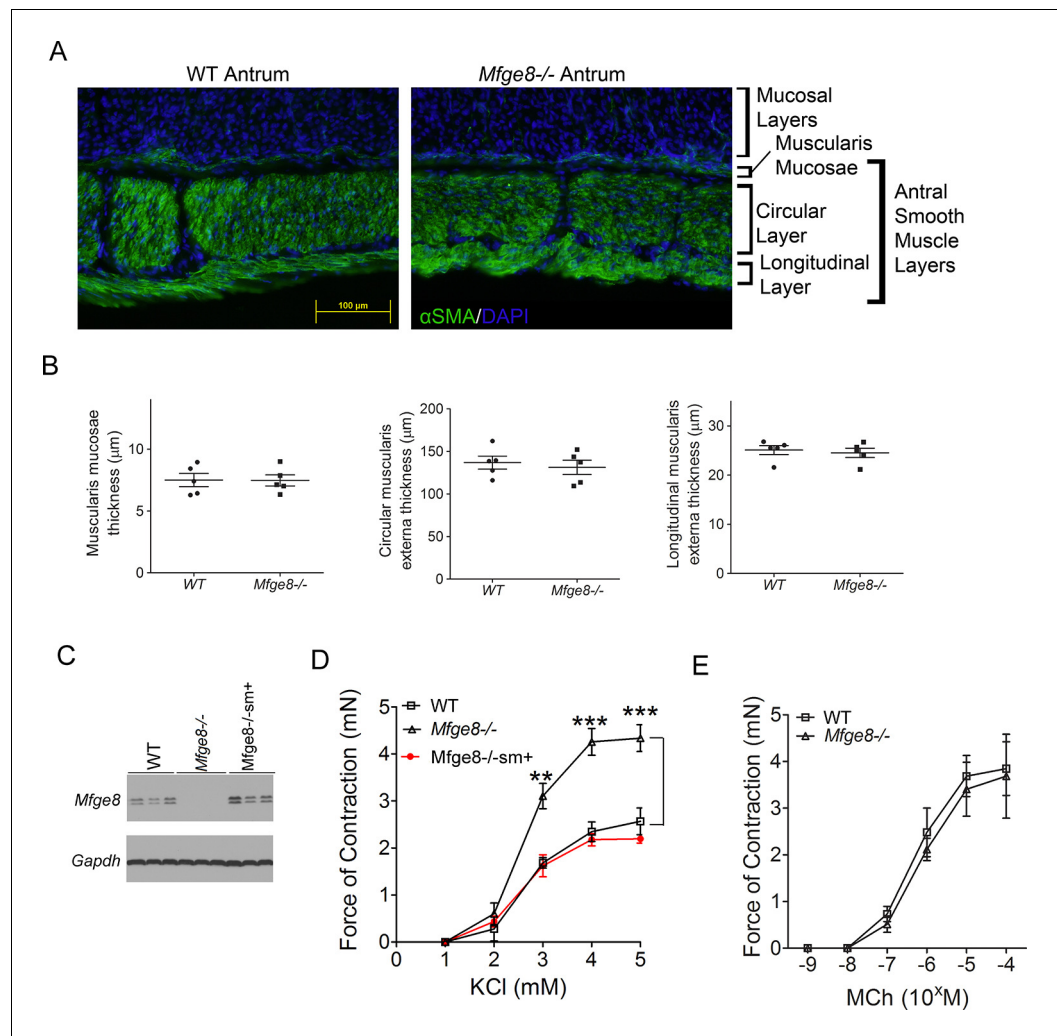 A
WT Antrum
Mfge8-/- Antrum
100 µm
αSMA/DAPI
Mucosal
Layers
Muscularis
Mucosae
Circular
Layer
Longitudinal
Layer
Antral
Smooth
Muscle
Layers
B
Muscularis mucosae
thickness (µm)
10
5
0
WT
Mfge8-/-
Circular muscularis
externa thickness (µm)
200
150
100
50
0
WT
Mfge8-/-
Longitudinal muscularis
externa thickness (µm)
30
20
10
0
WT
Mfge8-/-
C
WT
Mfge8-/-
Mfge8-/-sm+
Mfge8
Gapdh
D
WT
Mfge8-/-
Mfge8-/-sm+
** *** ***
Force of Contraction (mN)
5
4
3
2
1
0
0 1 2 3 4 5
KCl (mM)
E
WT
Mfge8-/-
Force of Contraction (mN)
5
4
3
2
1
0
-9 -8 -7 -6 -5 -4
MCh (10^xM)